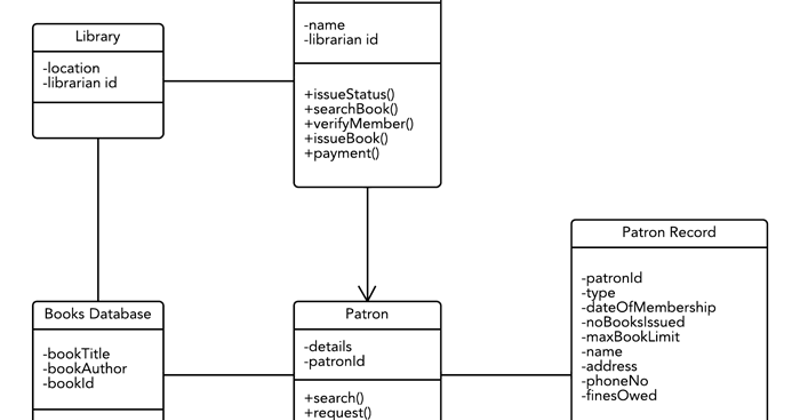 Library
-location
-librarian id
-name
-librarian id
+issueStatus()
+searchBook()
+verifyMember()
+issueBook()
+payment()
Books Database
-bookTitle
-bookAuthor
-bookId
Patron
-details
-patronId
+search()
+request()
Patron Record
-patronId
-type
-dateOfMembership
-noBooksIssued
-maxBookLimit
-name
-address
-phoneNo
-finesOwed